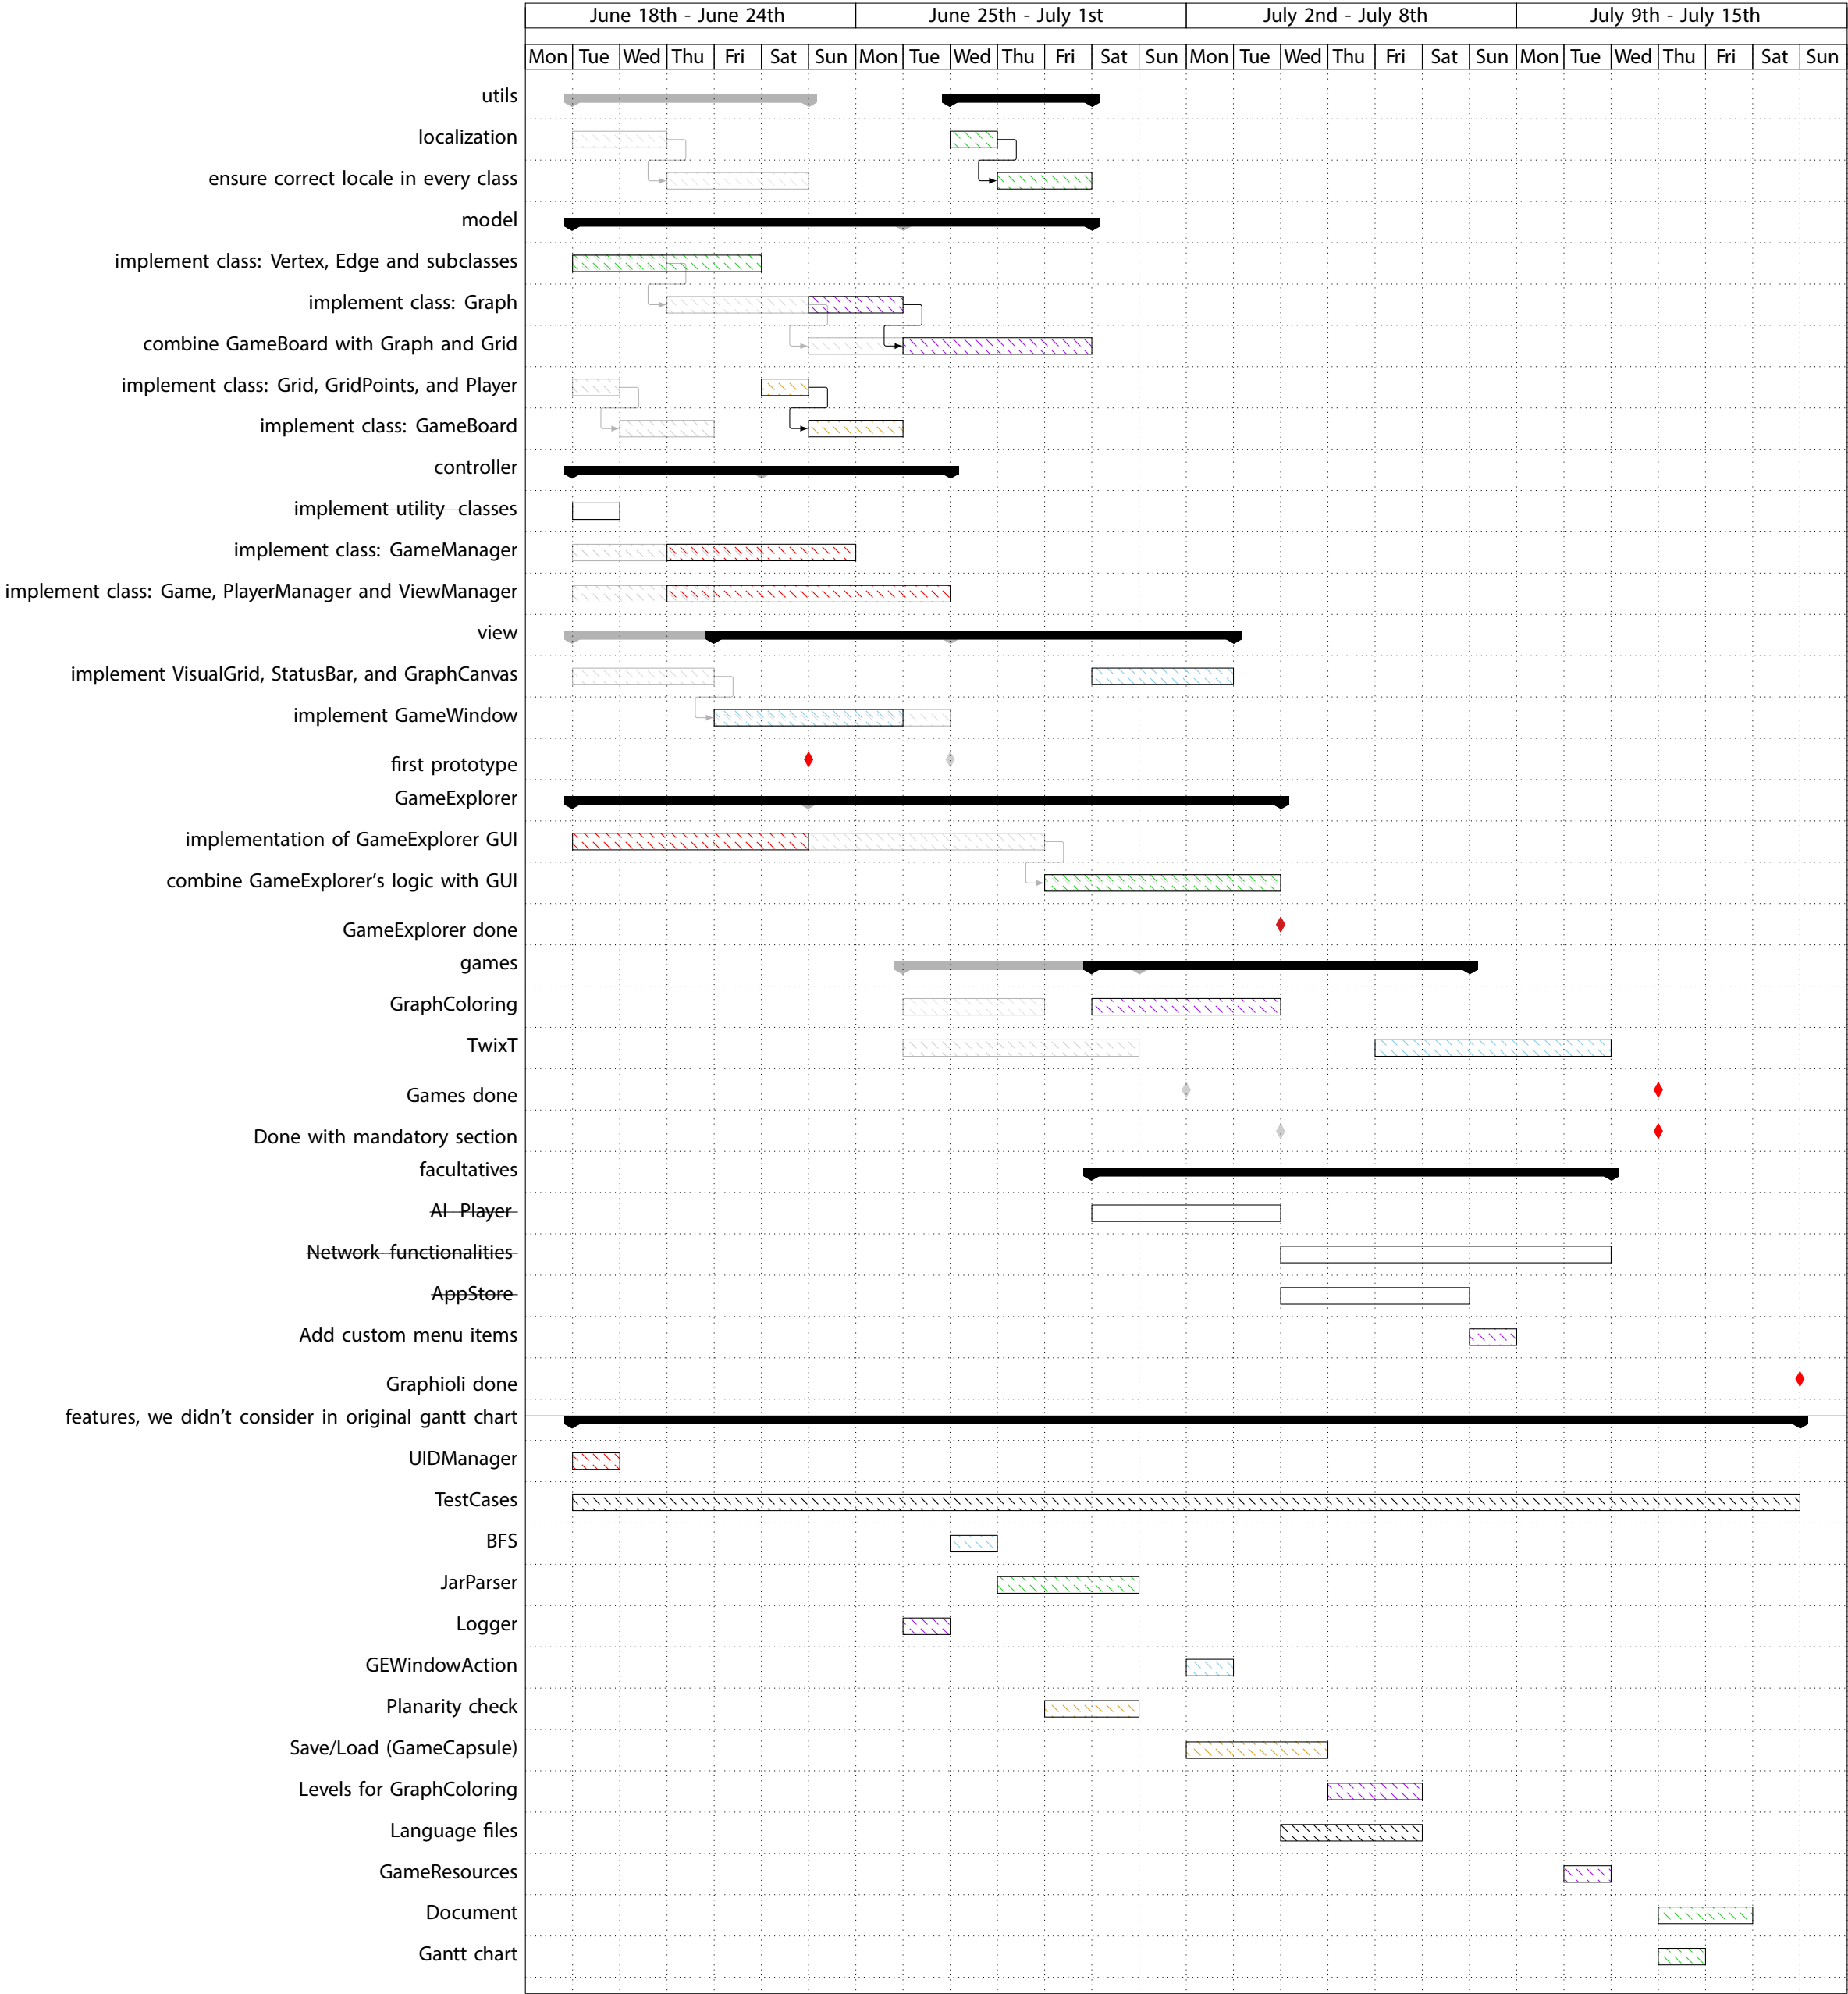 June 18th - June 24th June 25th - July 1st July 2nd - July 8th July 9th - July 15th
Mon Tue Wed Thu Fri Sat Sun Mon Tue Wed Thu Fri Sat Sun Mon Tue Wed Thu Fri Sat Sun Mon Tue Wed Thu Fri Sat Sun
utils
localization
ensure correct locale in every class
model
implement class: Vertex, Edge and subclasses
implement class: Graph
combine GameBoard with Graph and Grid
implement class: Grid, GridPoints, and Player
implement class: GameBoard
controller
implement utility classes
implement class: GameManager
implement class: Game, PlayerManager and ViewManager
view
implement VisualGrid, StatusBar, and GraphCanvas
implement GameWindow
first prototype
GameExplorer
implementation of GameExplorer GUI
combine GameExplorer's logic with GUI
GameExplorer done
games
GraphColoring
TwixT
Games done
Done with mandatory section
facultatives
AI Player
Network functionalities
AppStore
Add custom menu items
Graphioli done
features, we didn't consider in original gantt chart
UIDManager
TestCases
BFS
JarParser
Logger
GEWindowAction
Planarity check
Save/Load (GameCapsule)
Levels for GraphColoring
Language files
GameResources
Document
Gantt chart